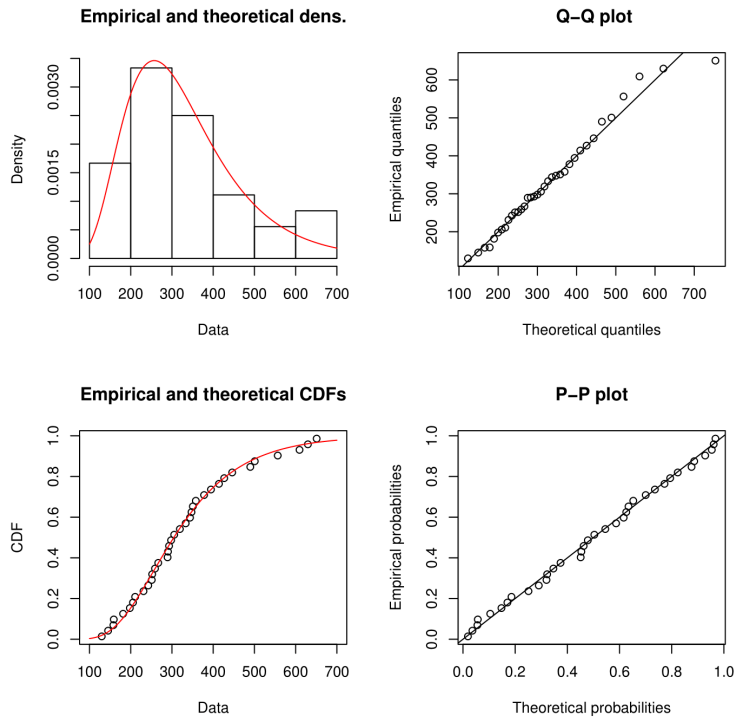 Empirical and theoretical dens.
Density
0.0000 0.0015 0.0030
100 200 300 400 500 600 700
Data
Q−Q plot
Empirical quantiles
200 300 400 500 600
100 200 300 400 500 600 700
Theoretical quantiles
Empirical and theoretical CDFs
CDF
0.0 0.2 0.4 0.6 0.8 1.0
100 200 300 400 500 600 700
Data
P−P plot
Empirical probabilities
0.0 0.2 0.4 0.6 0.8 1.0
0.0 0.2 0.4 0.6 0.8 1.0
Theoretical probabilities